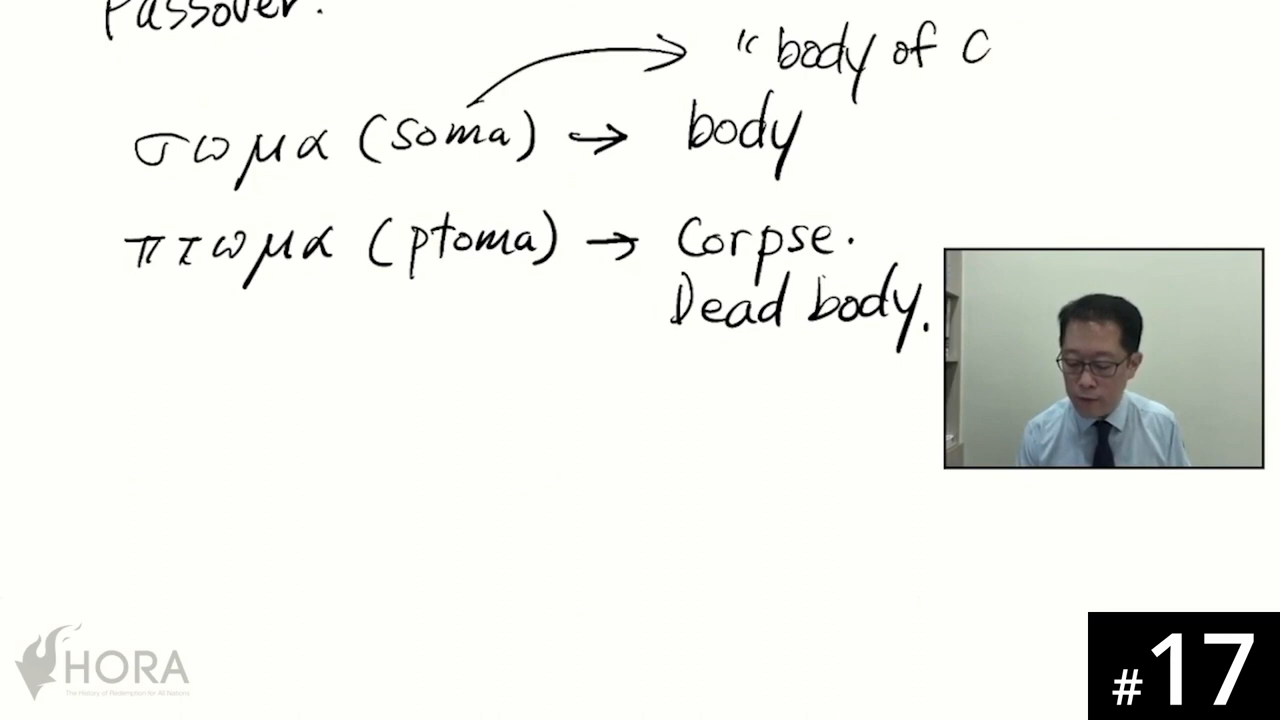 Passover.
" body of C
σωμα (soma) → body
πτωμα (ptoma) → Corpse.
Dead body.
HORA
The History of Redemption for All Nations
#17